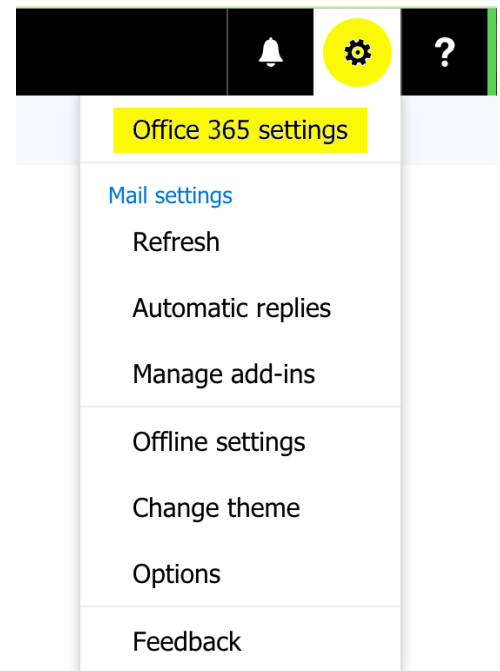 ?
Office 365 settings
Mail settings
Refresh
Automatic replies
Manage add-ins
Offline settings
Change theme
Options
Feedback